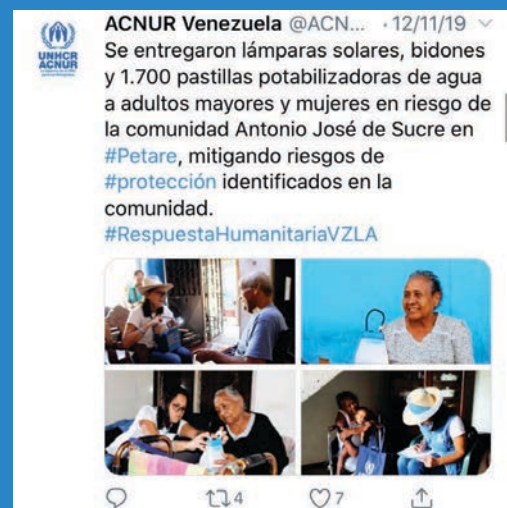 ACNUR Venezuela @ACN... · 12/11/19
UNHCR
ACNUR
Se entregaron lámparas solares, bidones
y 1.700 pastillas potabilizadoras de agua
a adultos mayores y mujeres en riesgo de
la comunidad Antonio José de Sucre en
#Petare, mitigando riesgos de
#protección identificados en la
comunidad.
#RespuestaHumanitariaVZLA
4
7